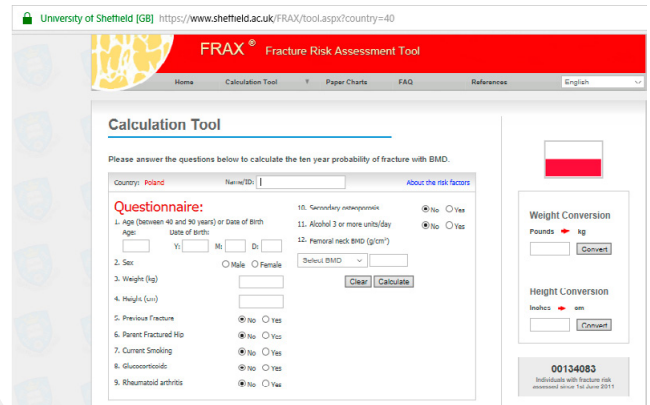 University of Sheffield [GB] https://www.sheffield.ac.uk/FRAX/tool.aspx?country=40
FRAX ® Fracture Risk Assessment Tool
Home Calculation Tool Paper Charts FAQ References English
Calculation Tool
Please answer the questions below to calculate the ten year probability of fracture with BMD.
Country: Poland Name/ID: About the risk factors
Questionnaire:
1. Age (between 40 and 90 years) or Date of Birth
Age: Date of Birth:
Y: M: D:
2. Sex Male Female
3. Weight (kg)
4. Height (cm)
5. Previous Fracture No Yes
6. Parent Fractured Hip No Yes
7. Current Smoking No Yes
8. Glucocorticoids No Yes
9. Rheumatoid arthritis No Yes
10. Secondary osteoporosis No Yes
11. Alcohol 3 or more units/day No Yes
12. Femoral neck BMD (g/cm²)
Select BMD
Clear Calculate
Weight Conversion
Pounds kg
Convert
Height Conversion
Inches cm
Convert
00134083
Individuals with fracture risk
assessed since 1st June 2011